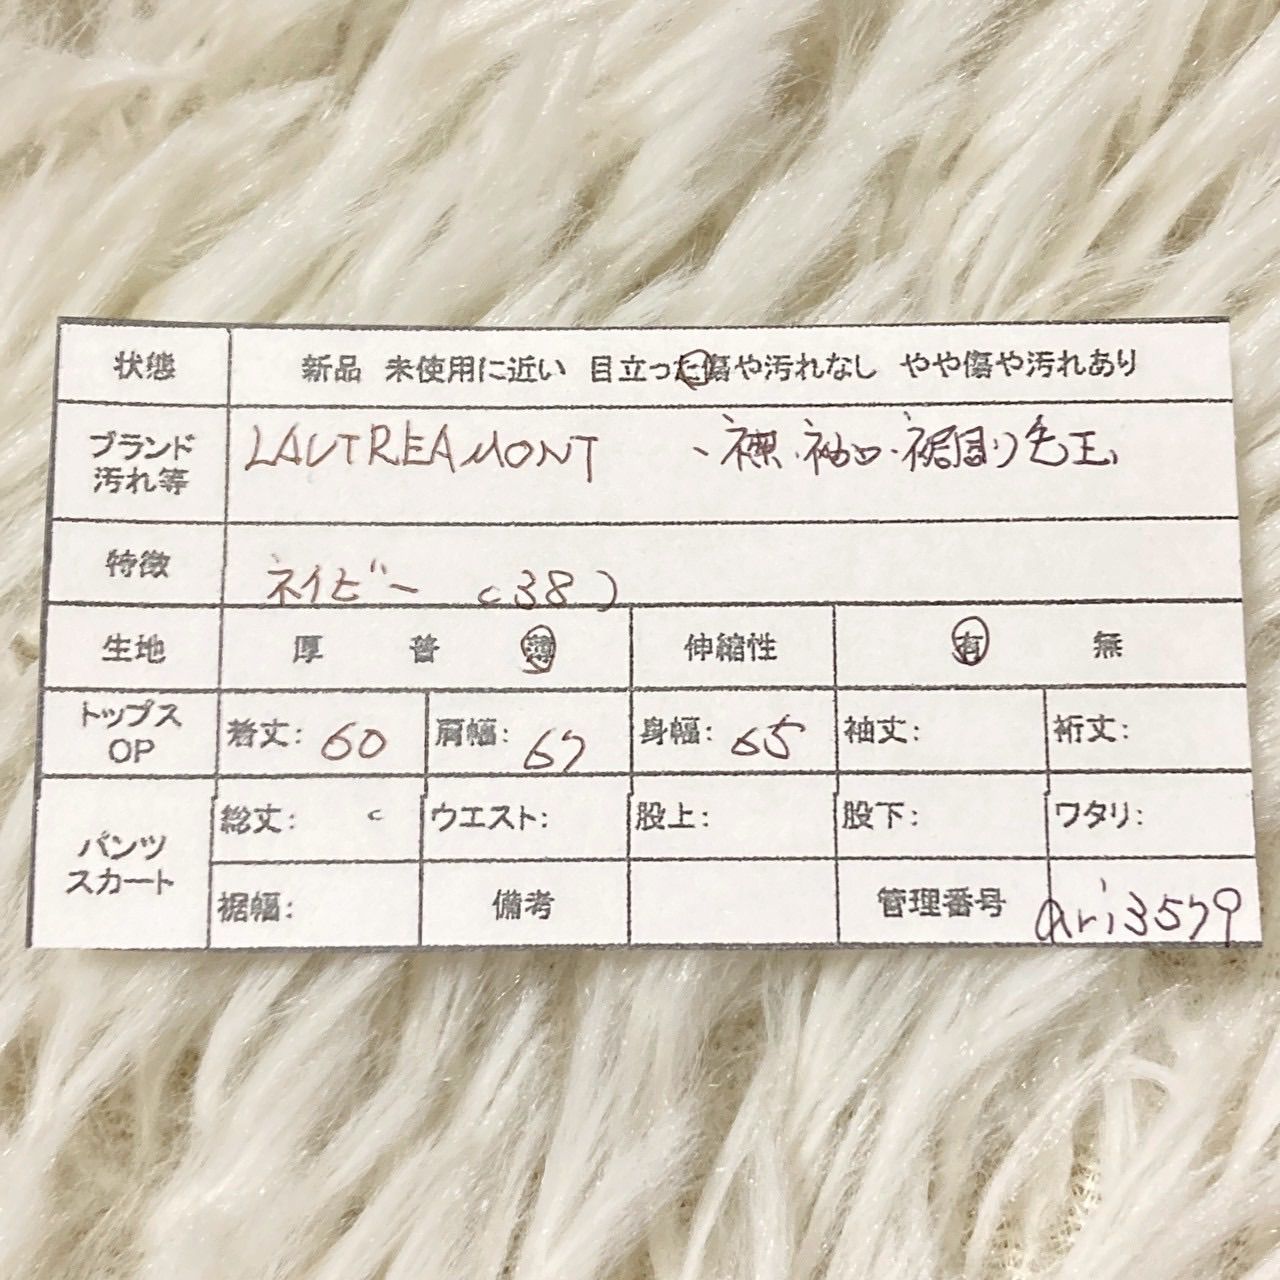 状態 新品 未使用に近い 目立った傷や汚れなし やや傷や汚れあり
ブランド 汚れ等 LAUTREAMONT 、襟・袖口・裾周り毛玉
特徴 ネイビー (38)
生地 厚 普 薄 伸縮性 有 無
トップス OP 着丈: 60 肩幅: 67 身幅: 65 袖丈: 裄丈:
パンツ スカート 総丈: ウエスト: 股上: 股下: ワタリ:
裾幅: 備考 管理番号 ari3579